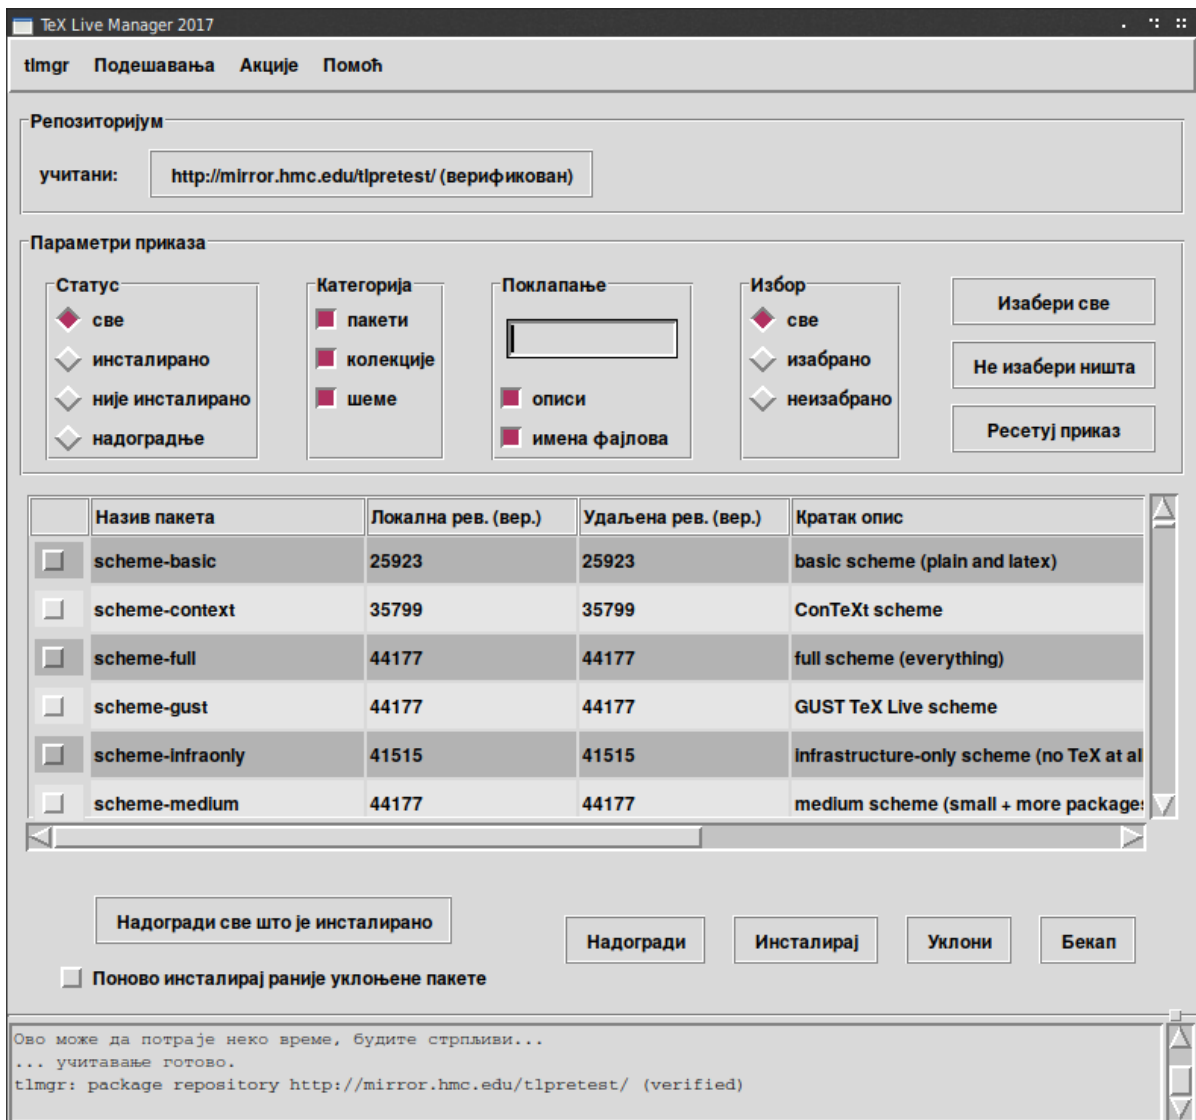 TeX Live Manager 2017
tlmgr Подешавања Акције Помоћ
Репозиторијум
учитани: http://mirror.hmc.edu/tlpretest/ (верификован)
Параметри приказа
Статус
све
инсталирано
није инсталирано
надоградње
Категорија
пакети
колекције
шеме
Поклапање
описи
имена фајлова
Избор
све
изабрано
неизабрано
Изабери све
Не изабери ништа
Ресетуј приказ
Назив пакета Локална рев. (вер.) Удаљена рев. (вер.) Кратак опис
scheme-basic 25923 25923 basic scheme (plain and latex)
scheme-context 35799 35799 ConTeXt scheme
scheme-full 44177 44177 full scheme (everything)
scheme-gust 44177 44177 GUST TeX Live scheme
scheme-infraonly 41515 41515 infrastructure-only scheme (no TeX at al
scheme-medium 44177 44177 medium scheme (small + more packages
Надогради све што је инсталирано
Надогради Инсталирај Уклони Бекап
Поново инсталирај раније уклоњене пакете
Ово може да потраје неко време, будите стрпљиви...
... учитавање готово.
tlmgr: package repository http://mirror.hmc.edu/tlpretest/ (verified)